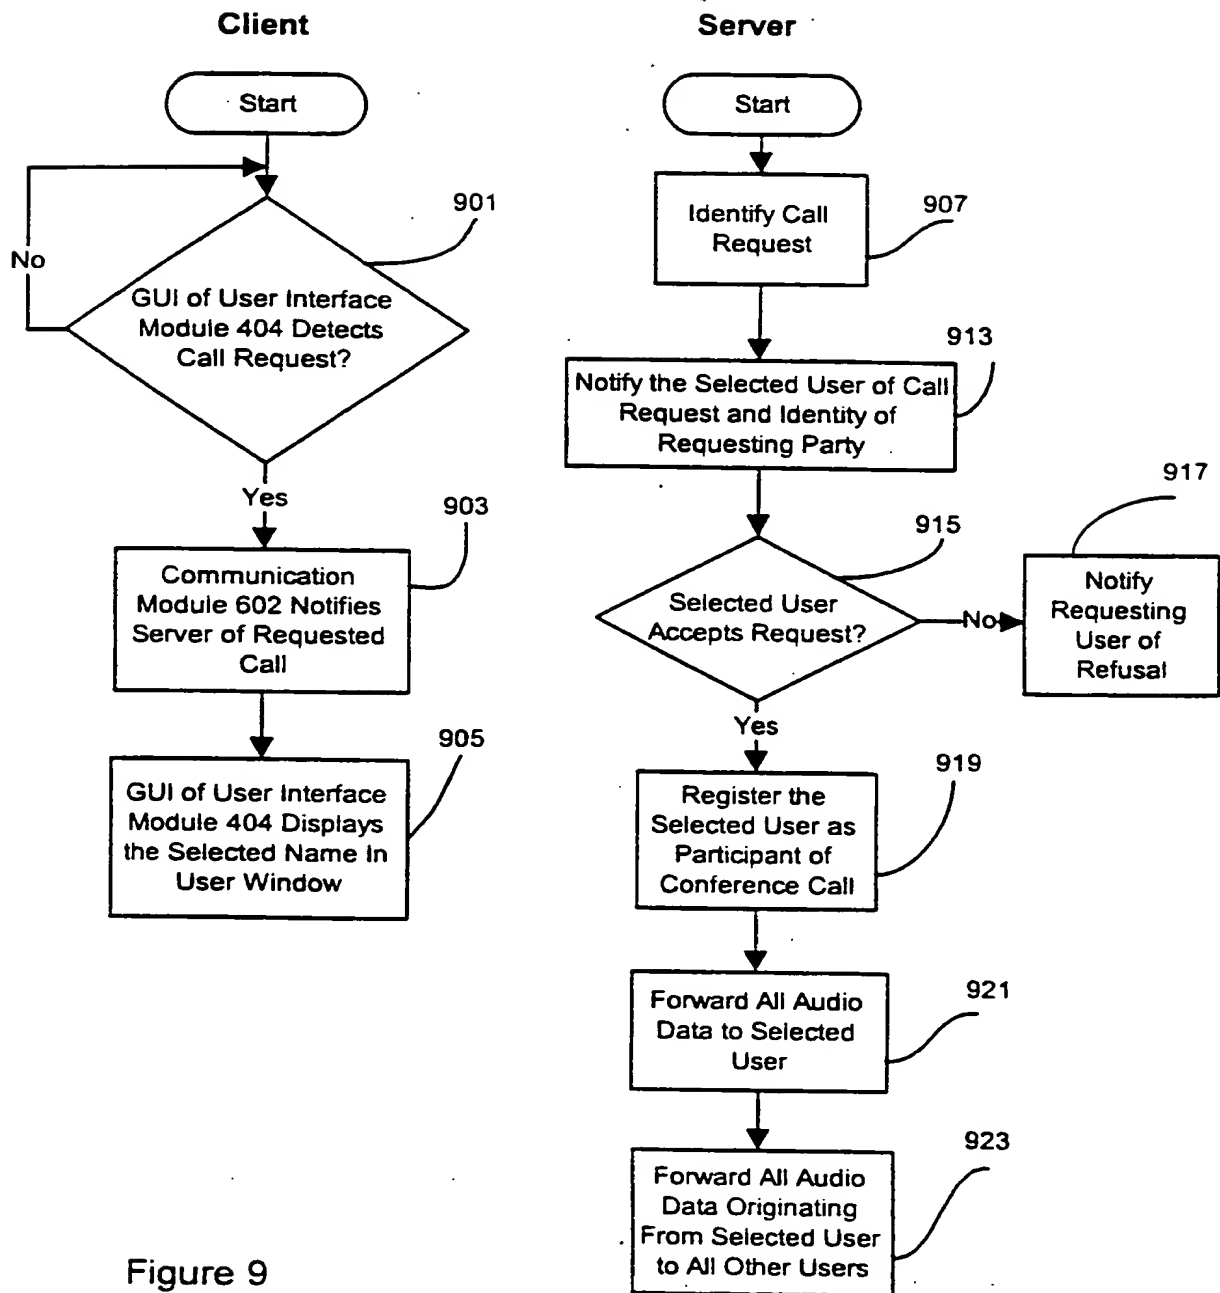 Client
Start
901
No
GUI of User Interface
Module 404 Detects
Call Request?
Yes
903
Communication
Module 602 Notifies
Server of Requested
Call
905
GUI of User Interface
Module 404 Displays
the Selected Name In
User Window
Server
Start
907
Identify Call
Request
913
Notify the Selected User of Call
Request and Identity of
Requesting Party
915
Selected User
Accepts Request?
No
917
Notify
Requesting
User of
Refusal
Yes
919
Register the
Selected User as
Participant of
Conference Call
921
Forward All Audio
Data to Selected
User
923
Forward All Audio
Data Originating
From Selected User
to All Other Users
Figure 9